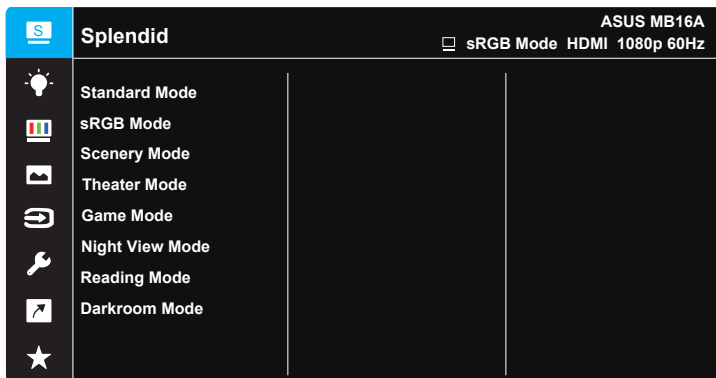 S
Splendid
ASUS MB16A
sRGB Mode HDMI 1080p 60Hz
Standard Mode
sRGB Mode
Scenery Mode
Theater Mode
Game Mode
Night View Mode
Reading Mode
Darkroom Mode